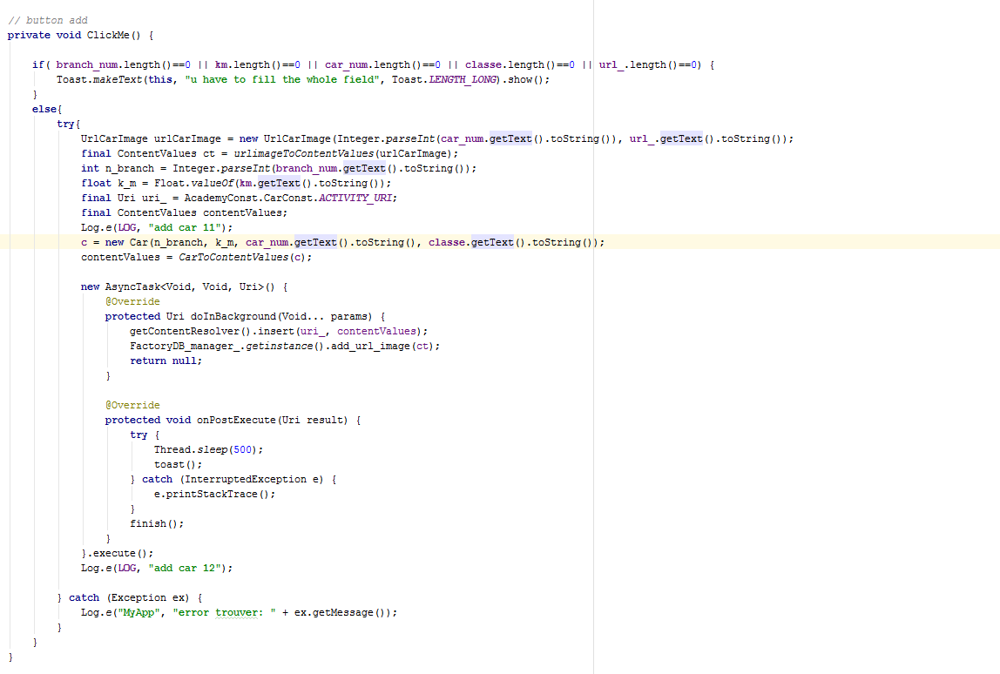 // button add
private void ClickMe() {
if( branch_num.length()==0 || km.length()==0 || car_num.length()==0 || classe.length()==0 || url_.length()==0) {
Toast.makeText(this, "u have to fill the whole field", Toast.LENGTH_LONG).show();
}
else{
try{
UrlCarImage urlCarImage = new UrlCarImage(Integer.parseInt(car_num.getText().toString()), url_.getText().toString());
final ContentValues ct = urlimageToContentValues(urlCarImage);
int n_branch = Integer.parseInt(branch_num.getText().toString());
float k_m = Float.valueOf(km.getText().toString());
final Uri uri_ = AcademyConst.CarConst.ACTIVITY_URI;
final ContentValues contentValues;
Log.e(LOG, "add car 11");
c = new Car(n_branch, k_m, car_num.getText().toString(), classe.getText().toString());
contentValues = CarToContentValues(c);
new AsyncTask<Void, Void, Uri>() {
@Override
protected Uri doInBackground(Void... params) {
getContentResolver().insert(uri_, contentValues);
FactoryDB_manager_.getinstance().add_url_image(ct);
return null;
}
@Override
protected void onPostExecute(Uri result) {
try {
Thread.sleep(500);
toast();
} catch (InterruptedException e) {
e.printStackTrace();
}
finish();
}
}.execute();
Log.e(LOG, "add car 12");
} catch (Exception ex) {
Log.e("MyApp", "error trouver: " + ex.getMessage());
}
}
}